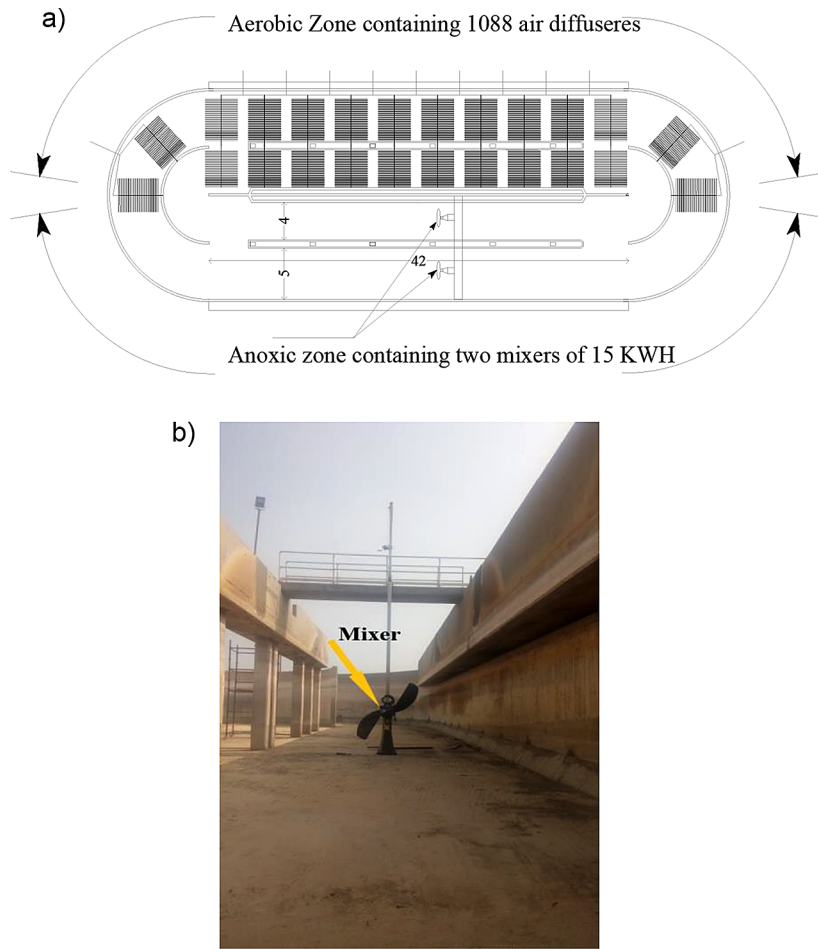 a)
Aerobic Zone containing 1088 air diffuseres
4
42
5
Anoxic zone containing two mixers of 15 KWH
b)
Mixer